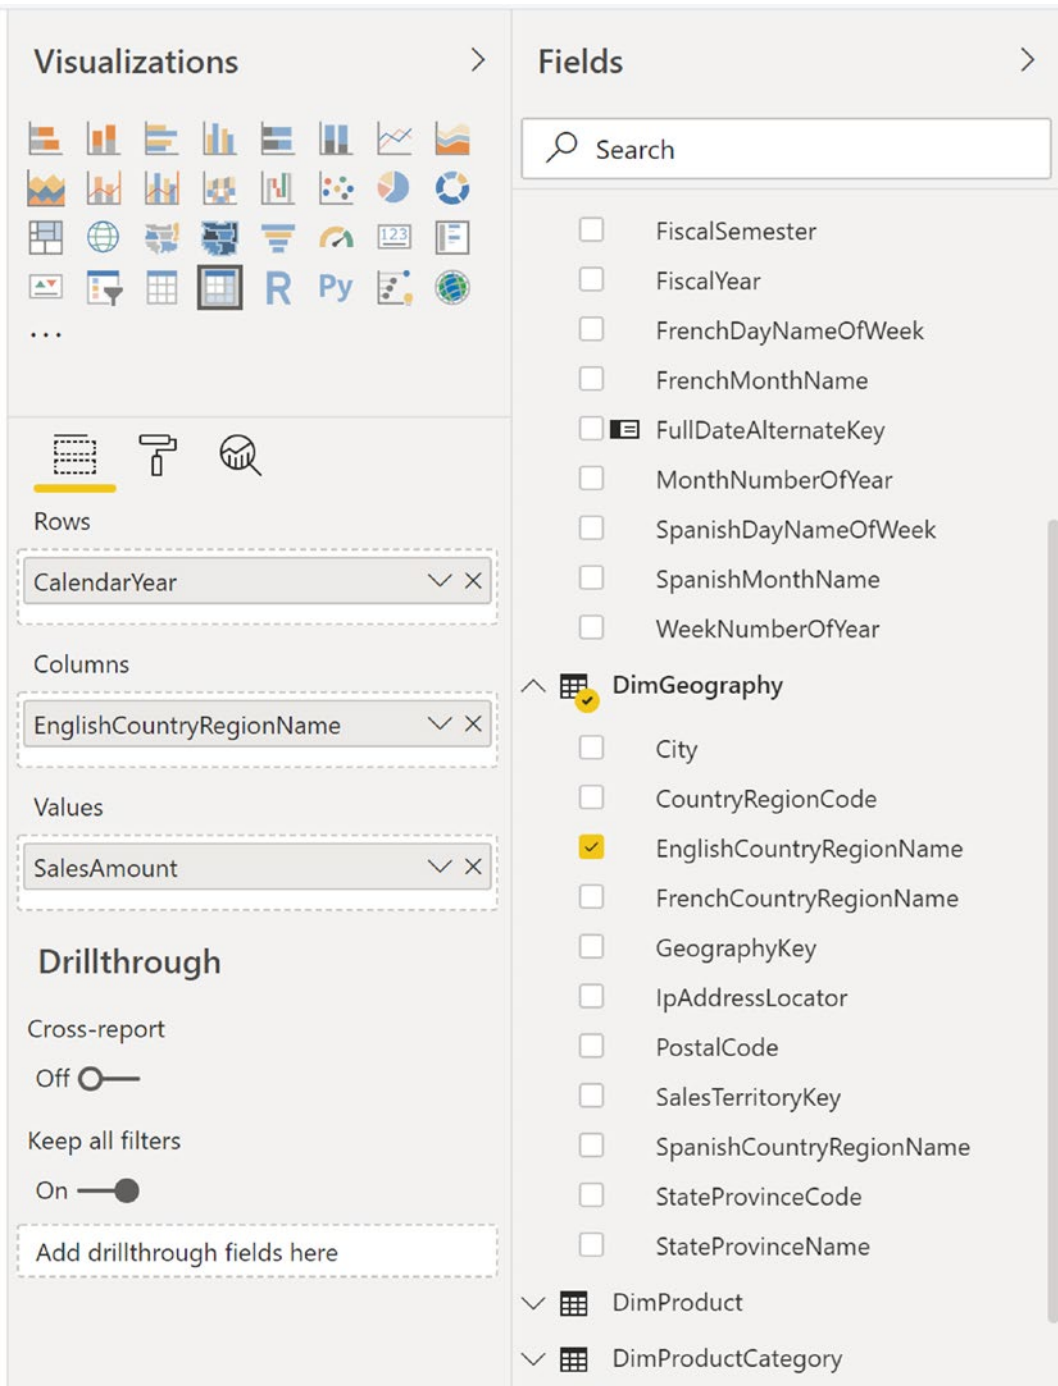 Visualizations
123
R
Py
...
Rows
CalendarYear
Columns
EnglishCountryRegionName
Values
SalesAmount
Drillthrough
Cross-report
Off
Keep all filters
On
Add drillthrough fields here
Fields
Search
FiscalSemester
FiscalYear
FrenchDayNameOfWeek
FrenchMonthName
FullDateAlternateKey
MonthNumberOfYear
SpanishDayNameOfWeek
SpanishMonthName
WeekNumberOfYear
DimGeography
City
CountryRegionCode
EnglishCountryRegionName
FrenchCountryRegionName
GeographyKey
IpAddressLocator
PostalCode
SalesTerritoryKey
SpanishCountryRegionName
StateProvinceCode
StateProvinceName
DimProduct
DimProductCategory